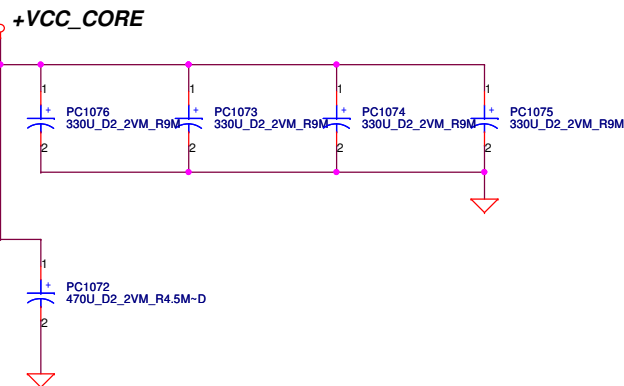 +VCC_CORE
1 1 1 1
+ + + +
PC1076 PC1073 PC1074 PC1075
330U_D2_2VM_R9M 330U_D2_2VM_R9M 330U_D2_2VM_R9M 330U_D2_2VM_R9M
2 2 2 2
1
+ PC1072
470U_D2_2VM_R4.5M~D
2